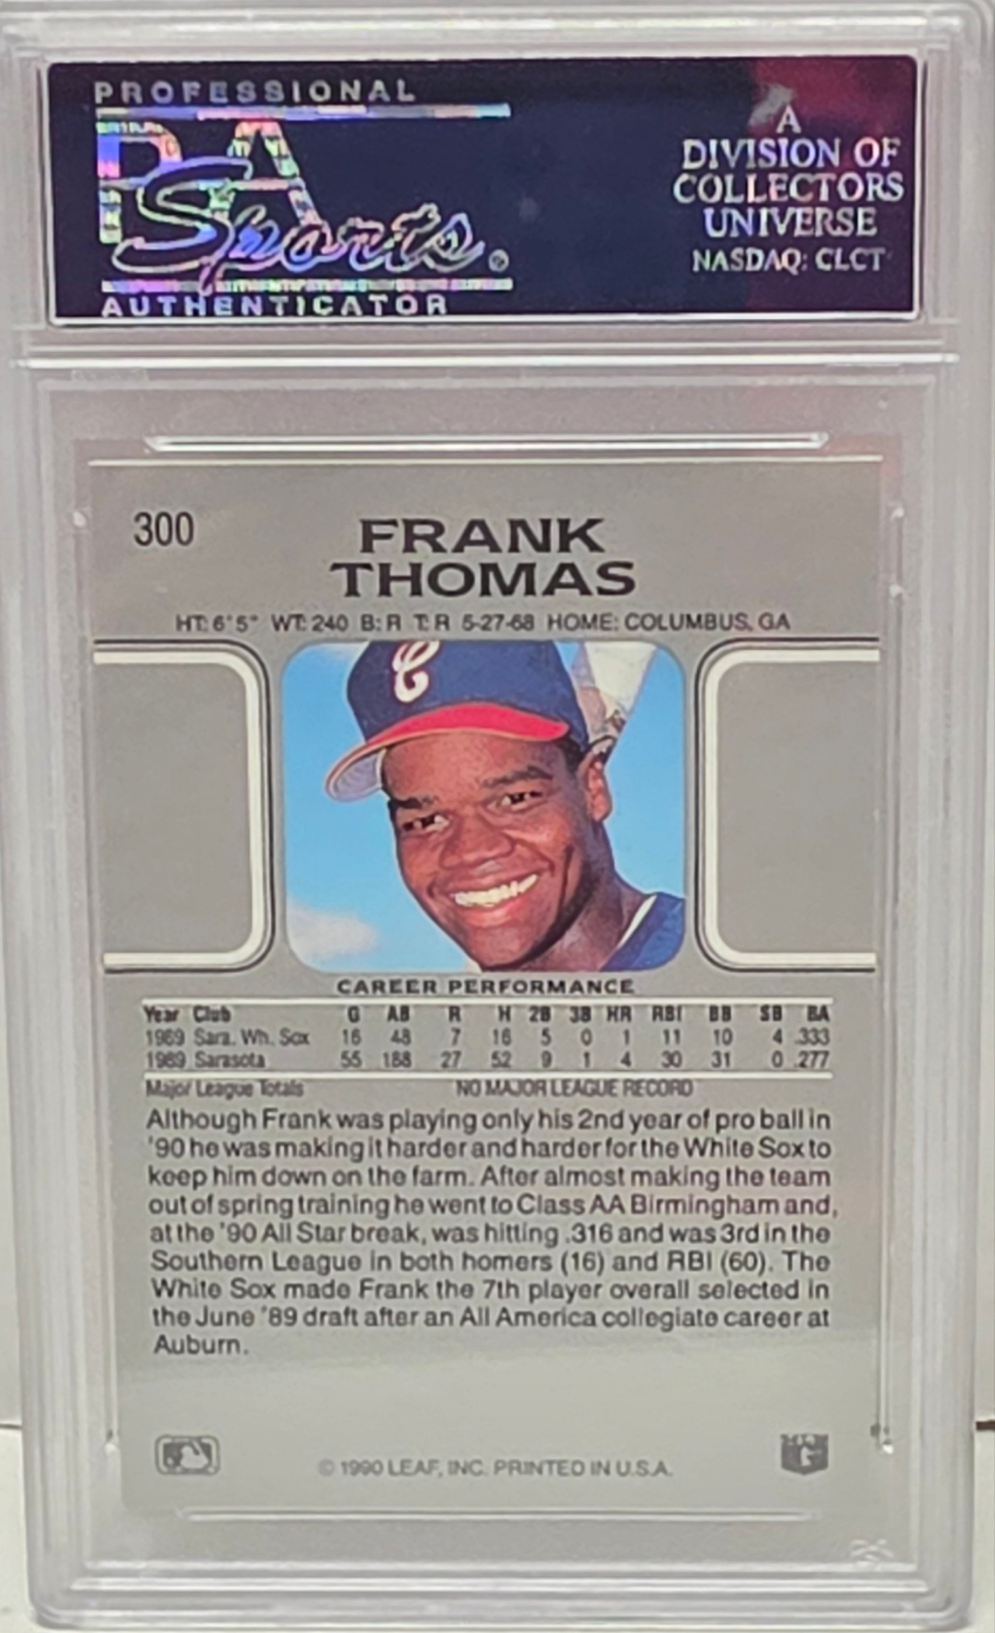 PROFESSIONAL
PSA
Sports.
AUTHENTICATOR
A
DIVISION OF
COLLECTORS
UNIVERSE
NASDAQ: CLCT
300
FRANK
THOMAS
HT: 6'5" WT: 240 B: R T: R 5-27-68 HOME: COLUMBUS, GA
C
CAREER PERFORMANCE
Year Club G AB R H 2B 3B HR RBI BB SB BA
1989 Sara. Wh. Sox 16 48 7 16 5 0 1 11 10 4 .333
1989 Sarasota 55 188 27 52 9 1 4 30 31 0 .277
Major League Totals NO MAJOR LEAGUE RECORD
Although Frank was playing only his 2nd year of pro ball in
'90 he was making it harder and harder for the White Sox to
keep him down on the farm. After almost making the team
out of spring training he went to Class AA Birmingham and,
at the '90 All Star break, was hitting .316 and was 3rd in the
Southern League in both homers (16) and RBI (60). The
White Sox made Frank the 7th player overall selected in
the June '89 draft after an All America collegiate career at
Auburn.
© 1990 LEAF, INC. PRINTED IN U.S.A.